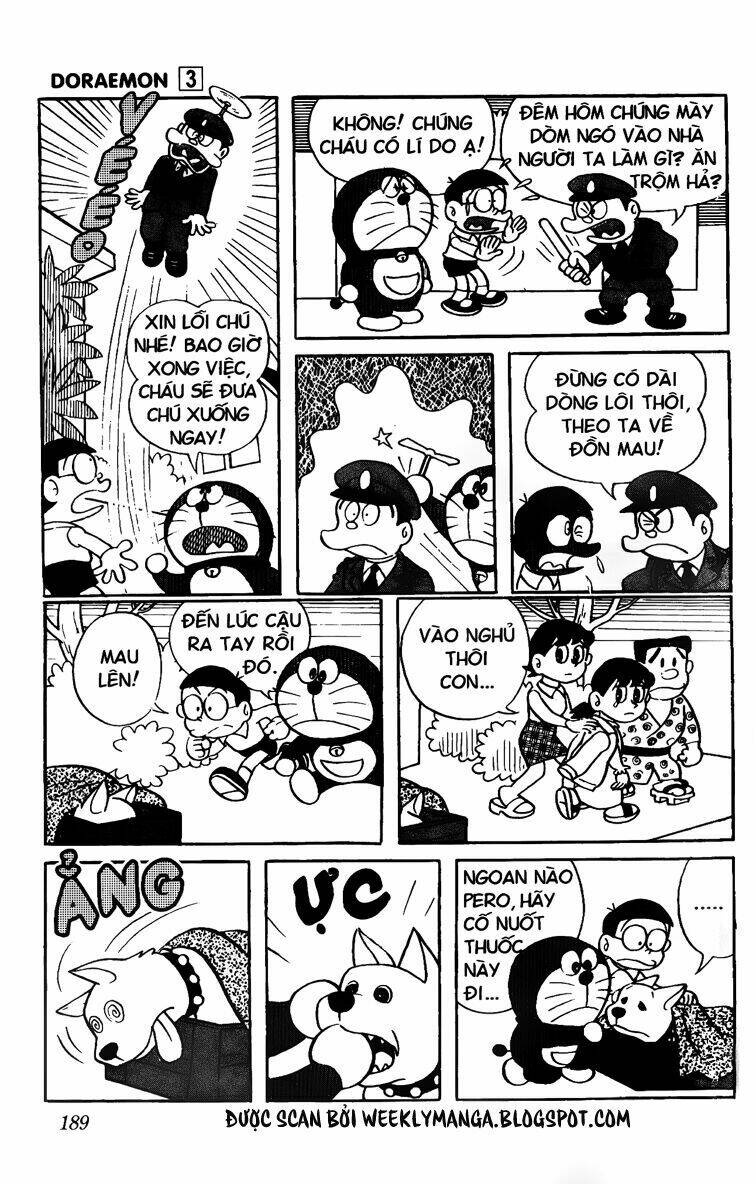 DORAEMON 3
ĐÊM HÔM CHÚNG MÀY
DÒM NGÓ VÀO NHÀ
NGƯỜI TA LÀM GÌ? ĂN
TRỘM HẢ?
KHÔNG! CHÚNG
CHÁU CÓ LÍ DO Ạ!
ĐỪNG CÓ DÀI
DÒNG LÔI THÔI,
THEO TA VỀ
ĐỒN MAU!
XIN LỖI CHÚ
NHÉ! BAO GIỜ
XONG VIỆC,
CHÁU SẼ ĐƯA
CHÚ XUỐNG
NGAY!
VÀO NGHỦ
THÔI
CON...
ĐẾN LÚC CẬU
RA TAY RỒI
ĐÓ.
MAU
LÊN!
.....
NGOAN NÀO
PERO, HÃY
CỐ NUỐT
THUỐC
NÀY
ĐI...
ỰC
ẲNG
189
ĐƯỢC SCAN BỞI WEEKLYMANGA.BLOGSPOT.COM